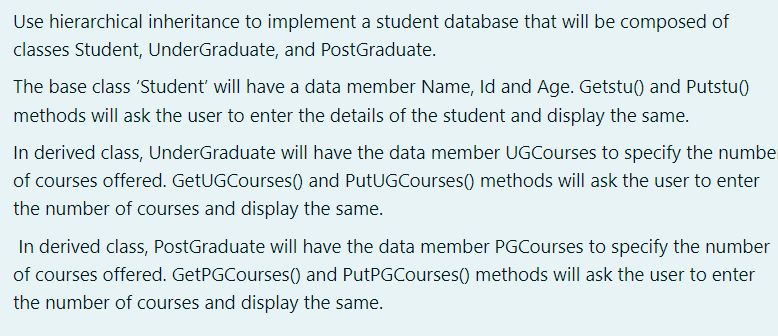 Use hierarchical inheritance to implement a student database that will be composed of
classes Student, UnderGraduate, and PostGraduate.
The base class ‘Student’ will have a data member Name, Id and Age. Getstu() and Putstu()
methods will ask the user to enter the details of the student and display the same.
In derived class, UnderGraduate will have the data member UGCourses to specify the numbe
of courses offered. GetUGCourses() and PutUGCourses() methods will ask the user to enter
the number of courses and display the same.
In derived class, PostGraduate will have the data member PGCourses to specify the number
of courses offered. GetPGCourses() and PutPGCourses() methods will ask the user to enter
the number of courses and display the same.